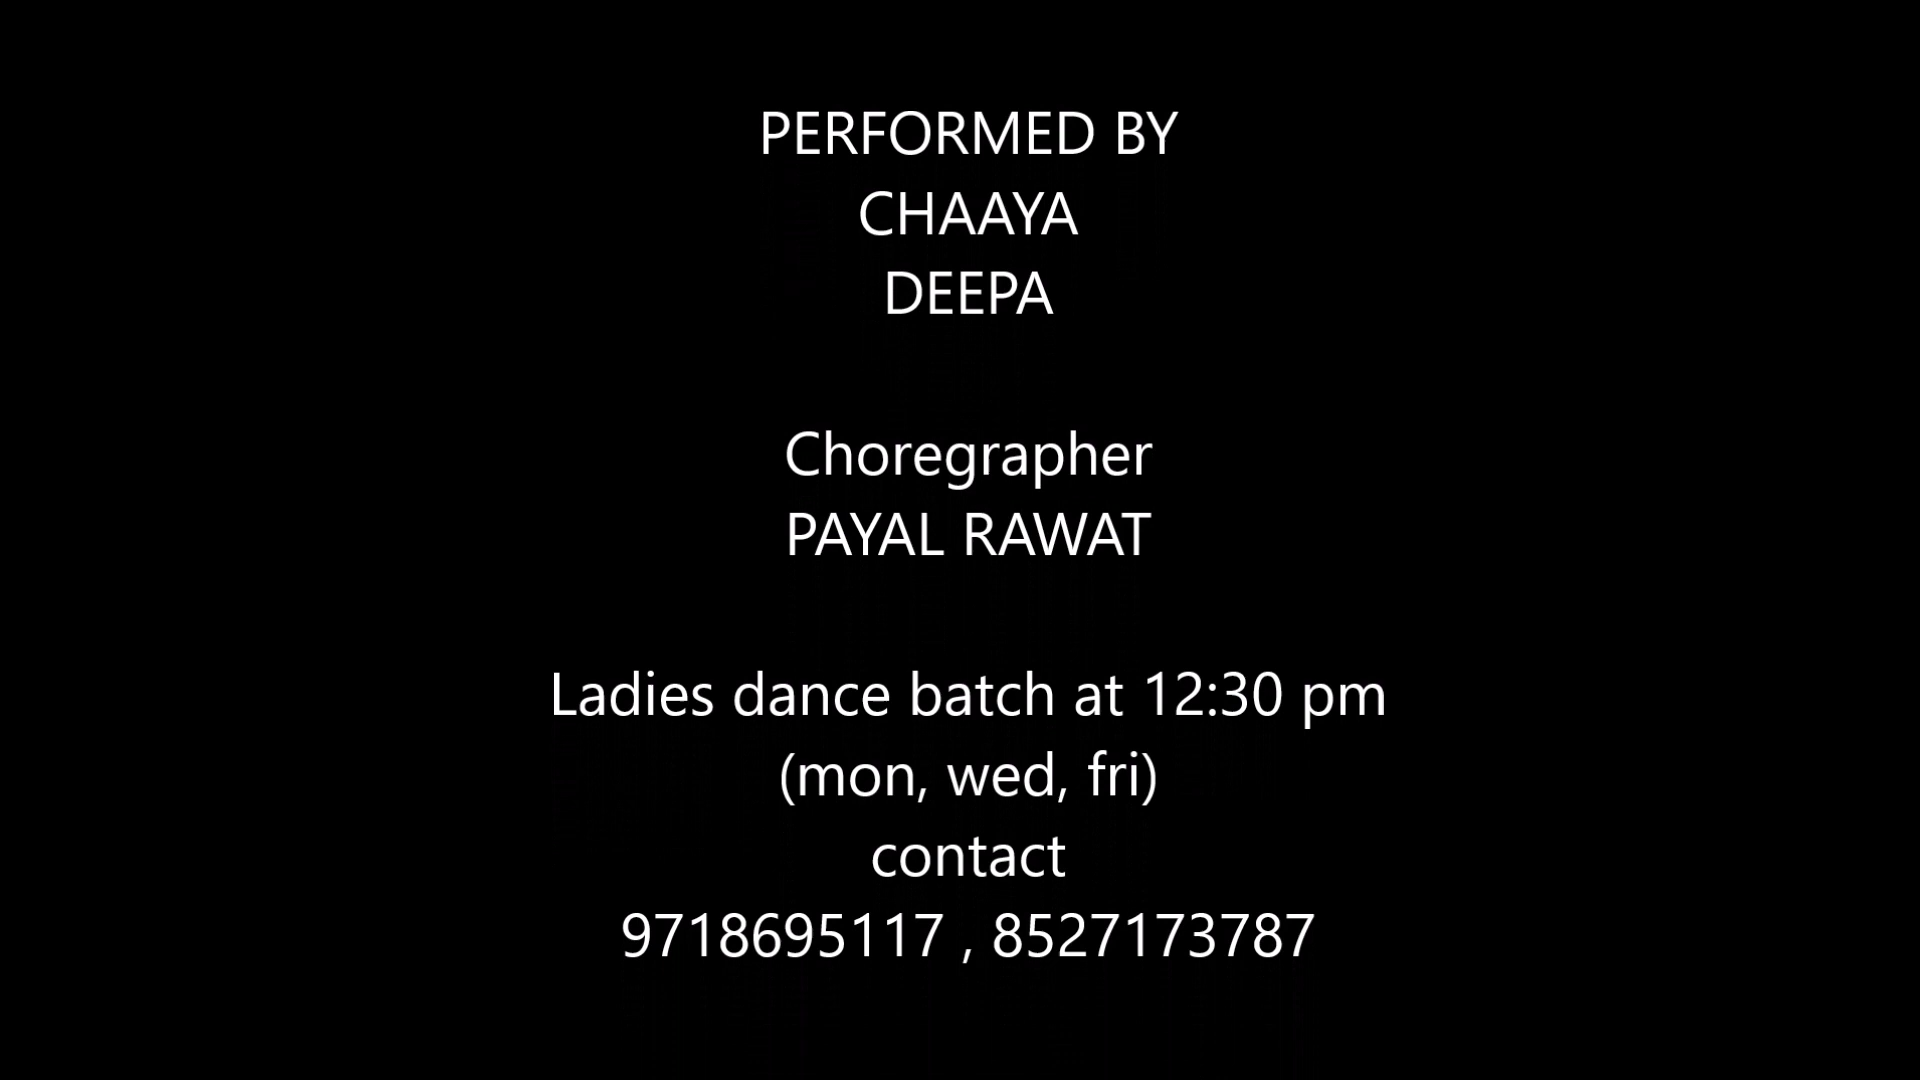 PERFORMED BY
CHAAYA
DEEPA
Choregrapher
PAYAL RAWAT
Ladies dance batch at 12:30 pm
(mon, wed, fri)
contact
9718695117 , 8527173787